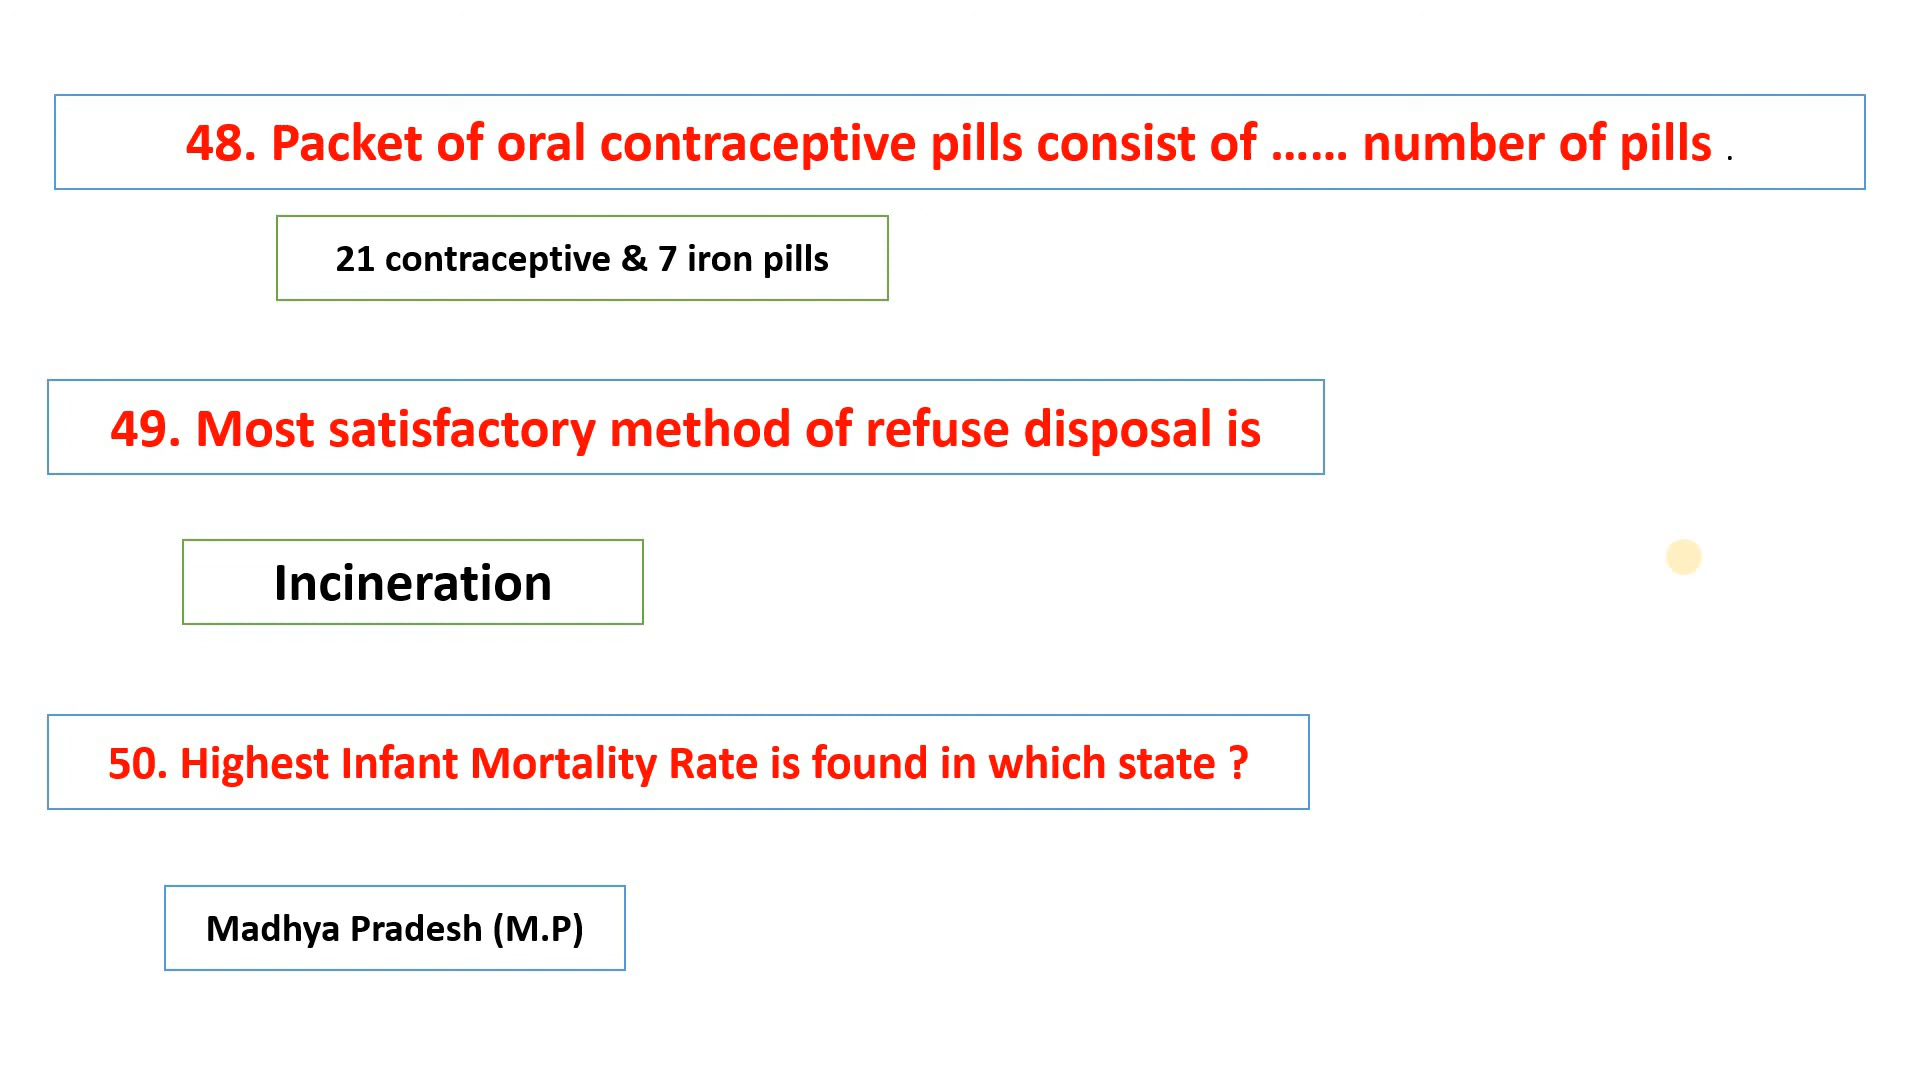 48. Packet of oral contraceptive pills consist of …… number of pills .
21 contraceptive & 7 iron pills
49. Most satisfactory method of refuse disposal is
Incineration
50. Highest Infant Mortality Rate is found in which state ?
Madhya Pradesh (M.P)